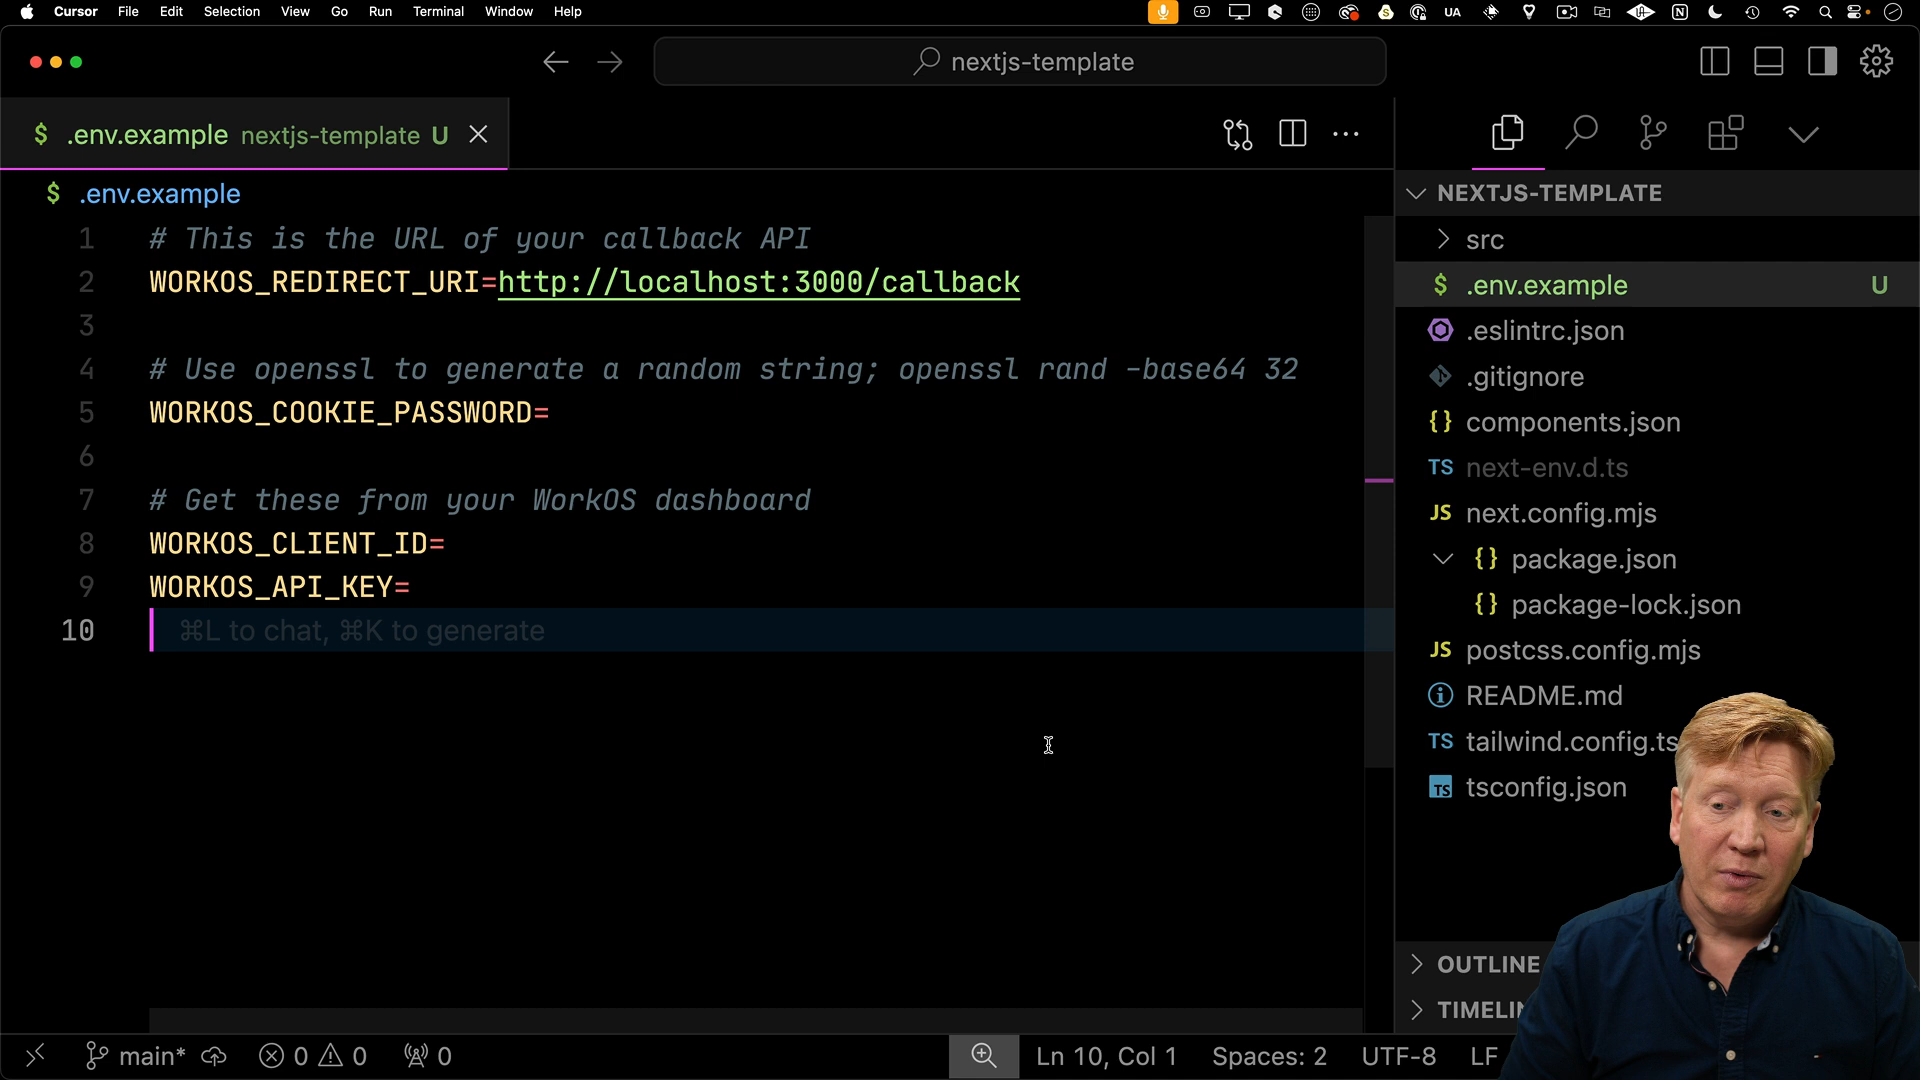 Cursor File Edit Selection View Go Run Terminal Window Help UA
nextjs-template
$ .env.example nextjs-template U
$ .env.example
1 # This is the URL of your callback API
2 WORKOS_REDIRECT_URI=http://localhost:3000/callback
3
4 # Use openssl to generate a random string; openssl rand -base64 32
5 WORKOS_COOKIE_PASSWORD=
6
7 # Get these from your WorkOS dashboard
8 WORKOS_CLIENT_ID=
9 WORKOS_API_KEY=
10 ⌘L to chat, ⌘K to generate
NEXTJS-TEMPLATE
src
$ .env.example U
.eslintrc.json
.gitignore
{} components.json
TS next-env.d.ts
JS next.config.mjs
{} package.json
{} package-lock.json
JS postcss.config.mjs
README.md
TS tailwind.config.ts
TS tsconfig.json
OUTLINE
main* 0 0 0 Ln 10, Col 1 Spaces: 2 UTF-8 LF